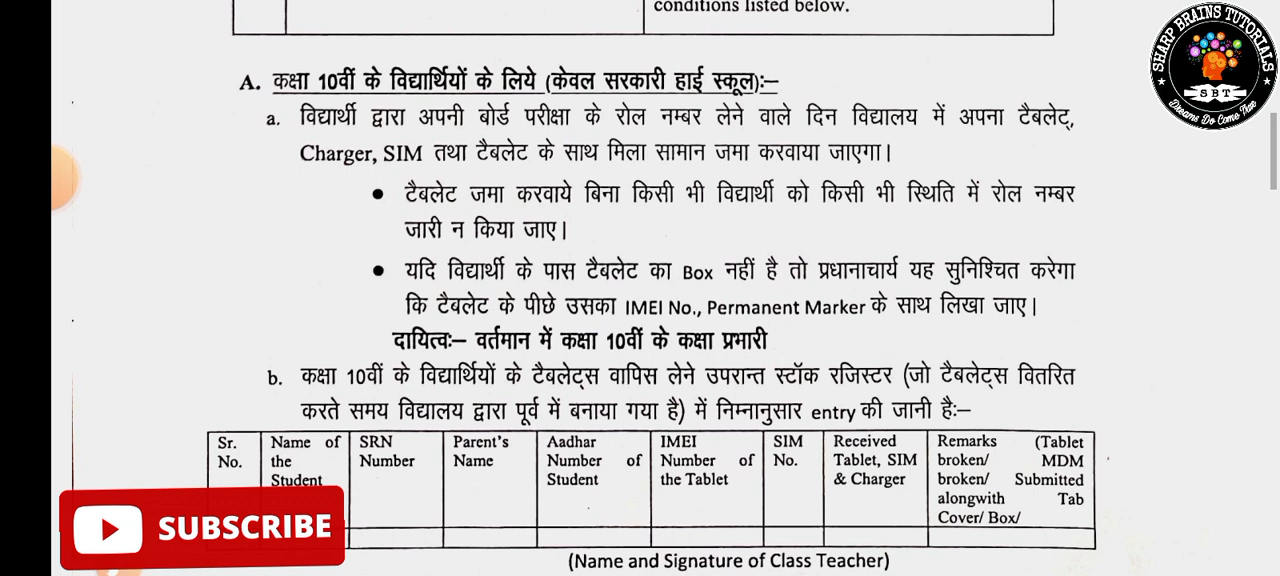 conditions listed below.
SHARP BRAINS TUTORIALS
SBT
Dreams Do Come True
A. कक्षा 10वीं के विद्यार्थियों के लिये (केवल सरकारी हाई स्कूल):–
a. विद्यार्थी द्वारा अपनी बोर्ड परीक्षा के रोल नम्बर लेने वाले दिन विद्यालय में अपना टैबलेट्,
Charger, SIM तथा टैबलेट के साथ मिला सामान जमा करवाया जाएगा।
• टैबलेट जमा करवाये बिना किसी भी विद्यार्थी को किसी भी स्थिति में रोल नम्बर
जारी न किया जाए।
• यदि विद्यार्थी के पास टैबलेट का Box नहीं है तो प्रधानाचार्य यह सुनिश्चित करेगा
कि टैबलेट के पीछे उसका IMEI No., Permanent Marker के साथ लिखा जाए।
दायित्वः– वर्तमान में कक्षा 10वीं के कक्षा प्रभारी
b. कक्षा 10वीं के विद्यार्थियों के टैबलेट्स वापिस लेने उपरान्त स्टॉक रजिस्टर (जो टैबलेट्स वितरित
करते समय विद्यालय द्वारा पूर्व में बनाया गया है) में निम्नानुसार entry की जानी हैः–
Sr. No.
Name of the Student
SRN Number
Parent's Name
Aadhar Number of Student
IMEI Number of the Tablet
SIM No.
Received Tablet, SIM & Charger
Remarks (Tablet broken/ MDM broken/ Submitted alongwith Tab Cover/ Box/
SUBSCRIBE
(Name and Signature of Class Teacher)